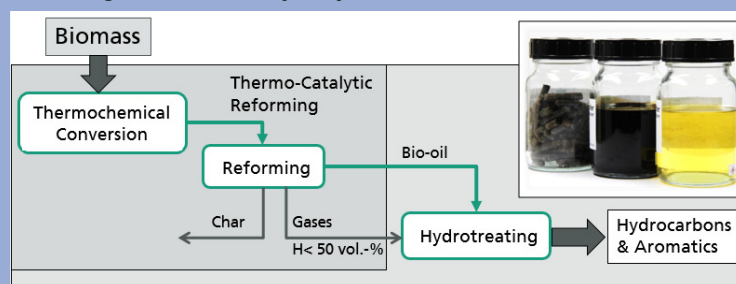 Biomass
Thermochemical
Conversion
Thermo-Catalytic
Reforming
Reforming
Bio-oil
Char
Gases
H< 50 vol.-%
Hydrotreating
Hydrocarbons
& Aromatics